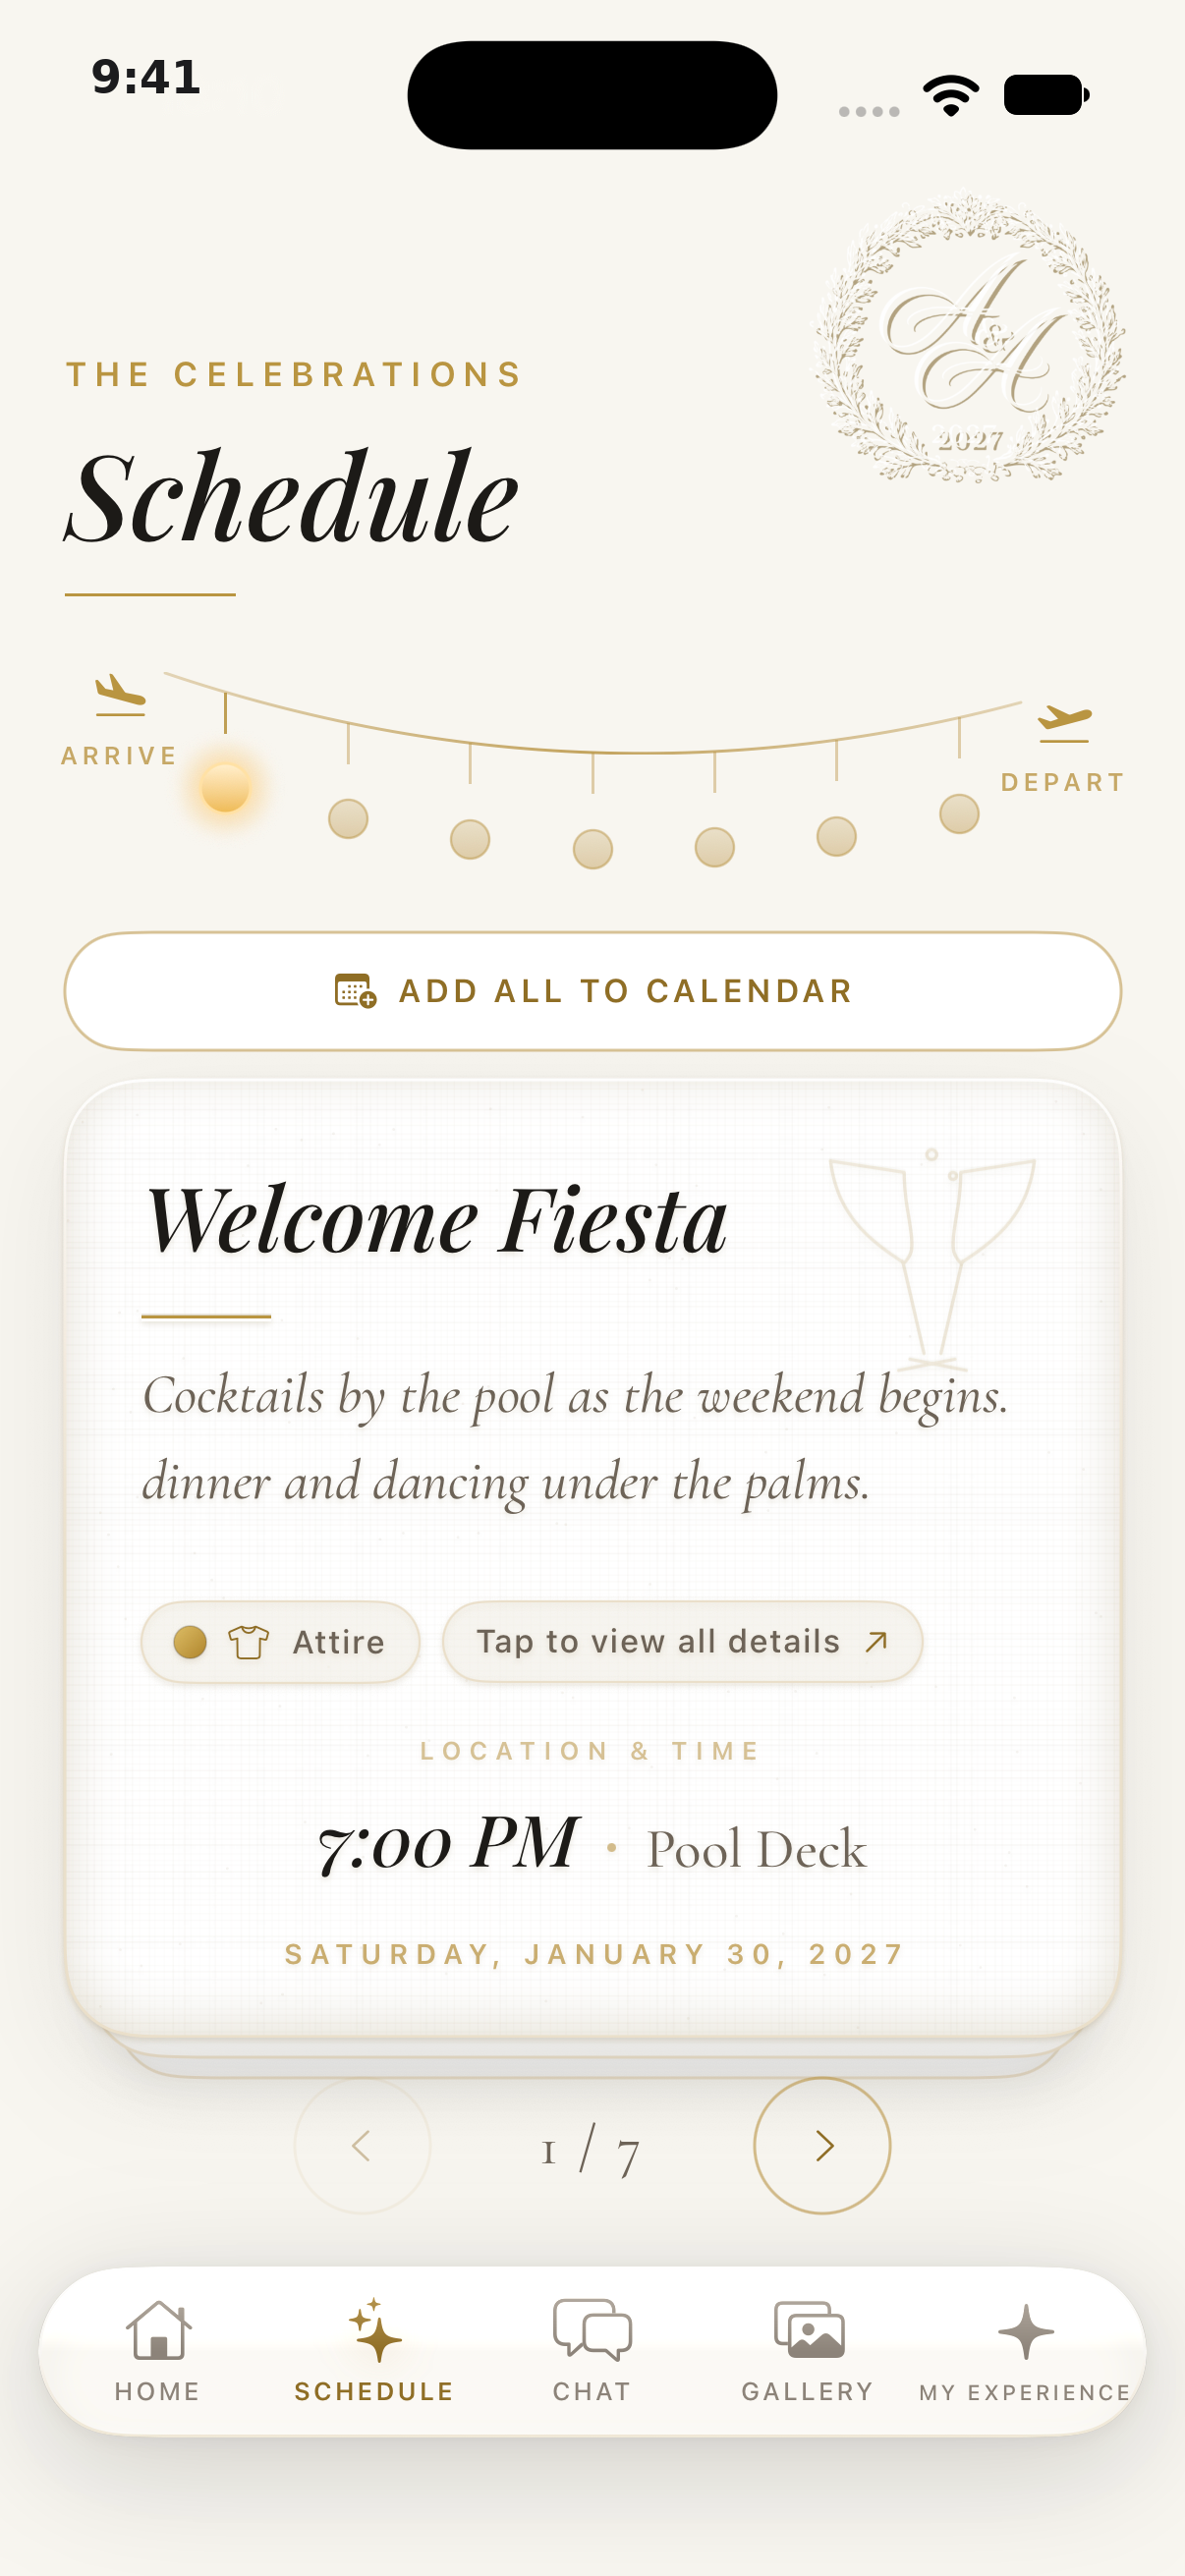 9:41
A&A
2027
THE CELEBRATIONS
Schedule
ARRIVE
DEPART
ADD ALL TO CALENDAR
Welcome Fiesta
Cocktails by the pool as the weekend begins.
dinner and dancing under the palms.
Attire
Tap to view all details
LOCATION & TIME
7:00 PM • Pool Deck
SATURDAY, JANUARY 30, 2027
1 / 7
HOME
SCHEDULE
CHAT
GALLERY
MY EXPERIENCE